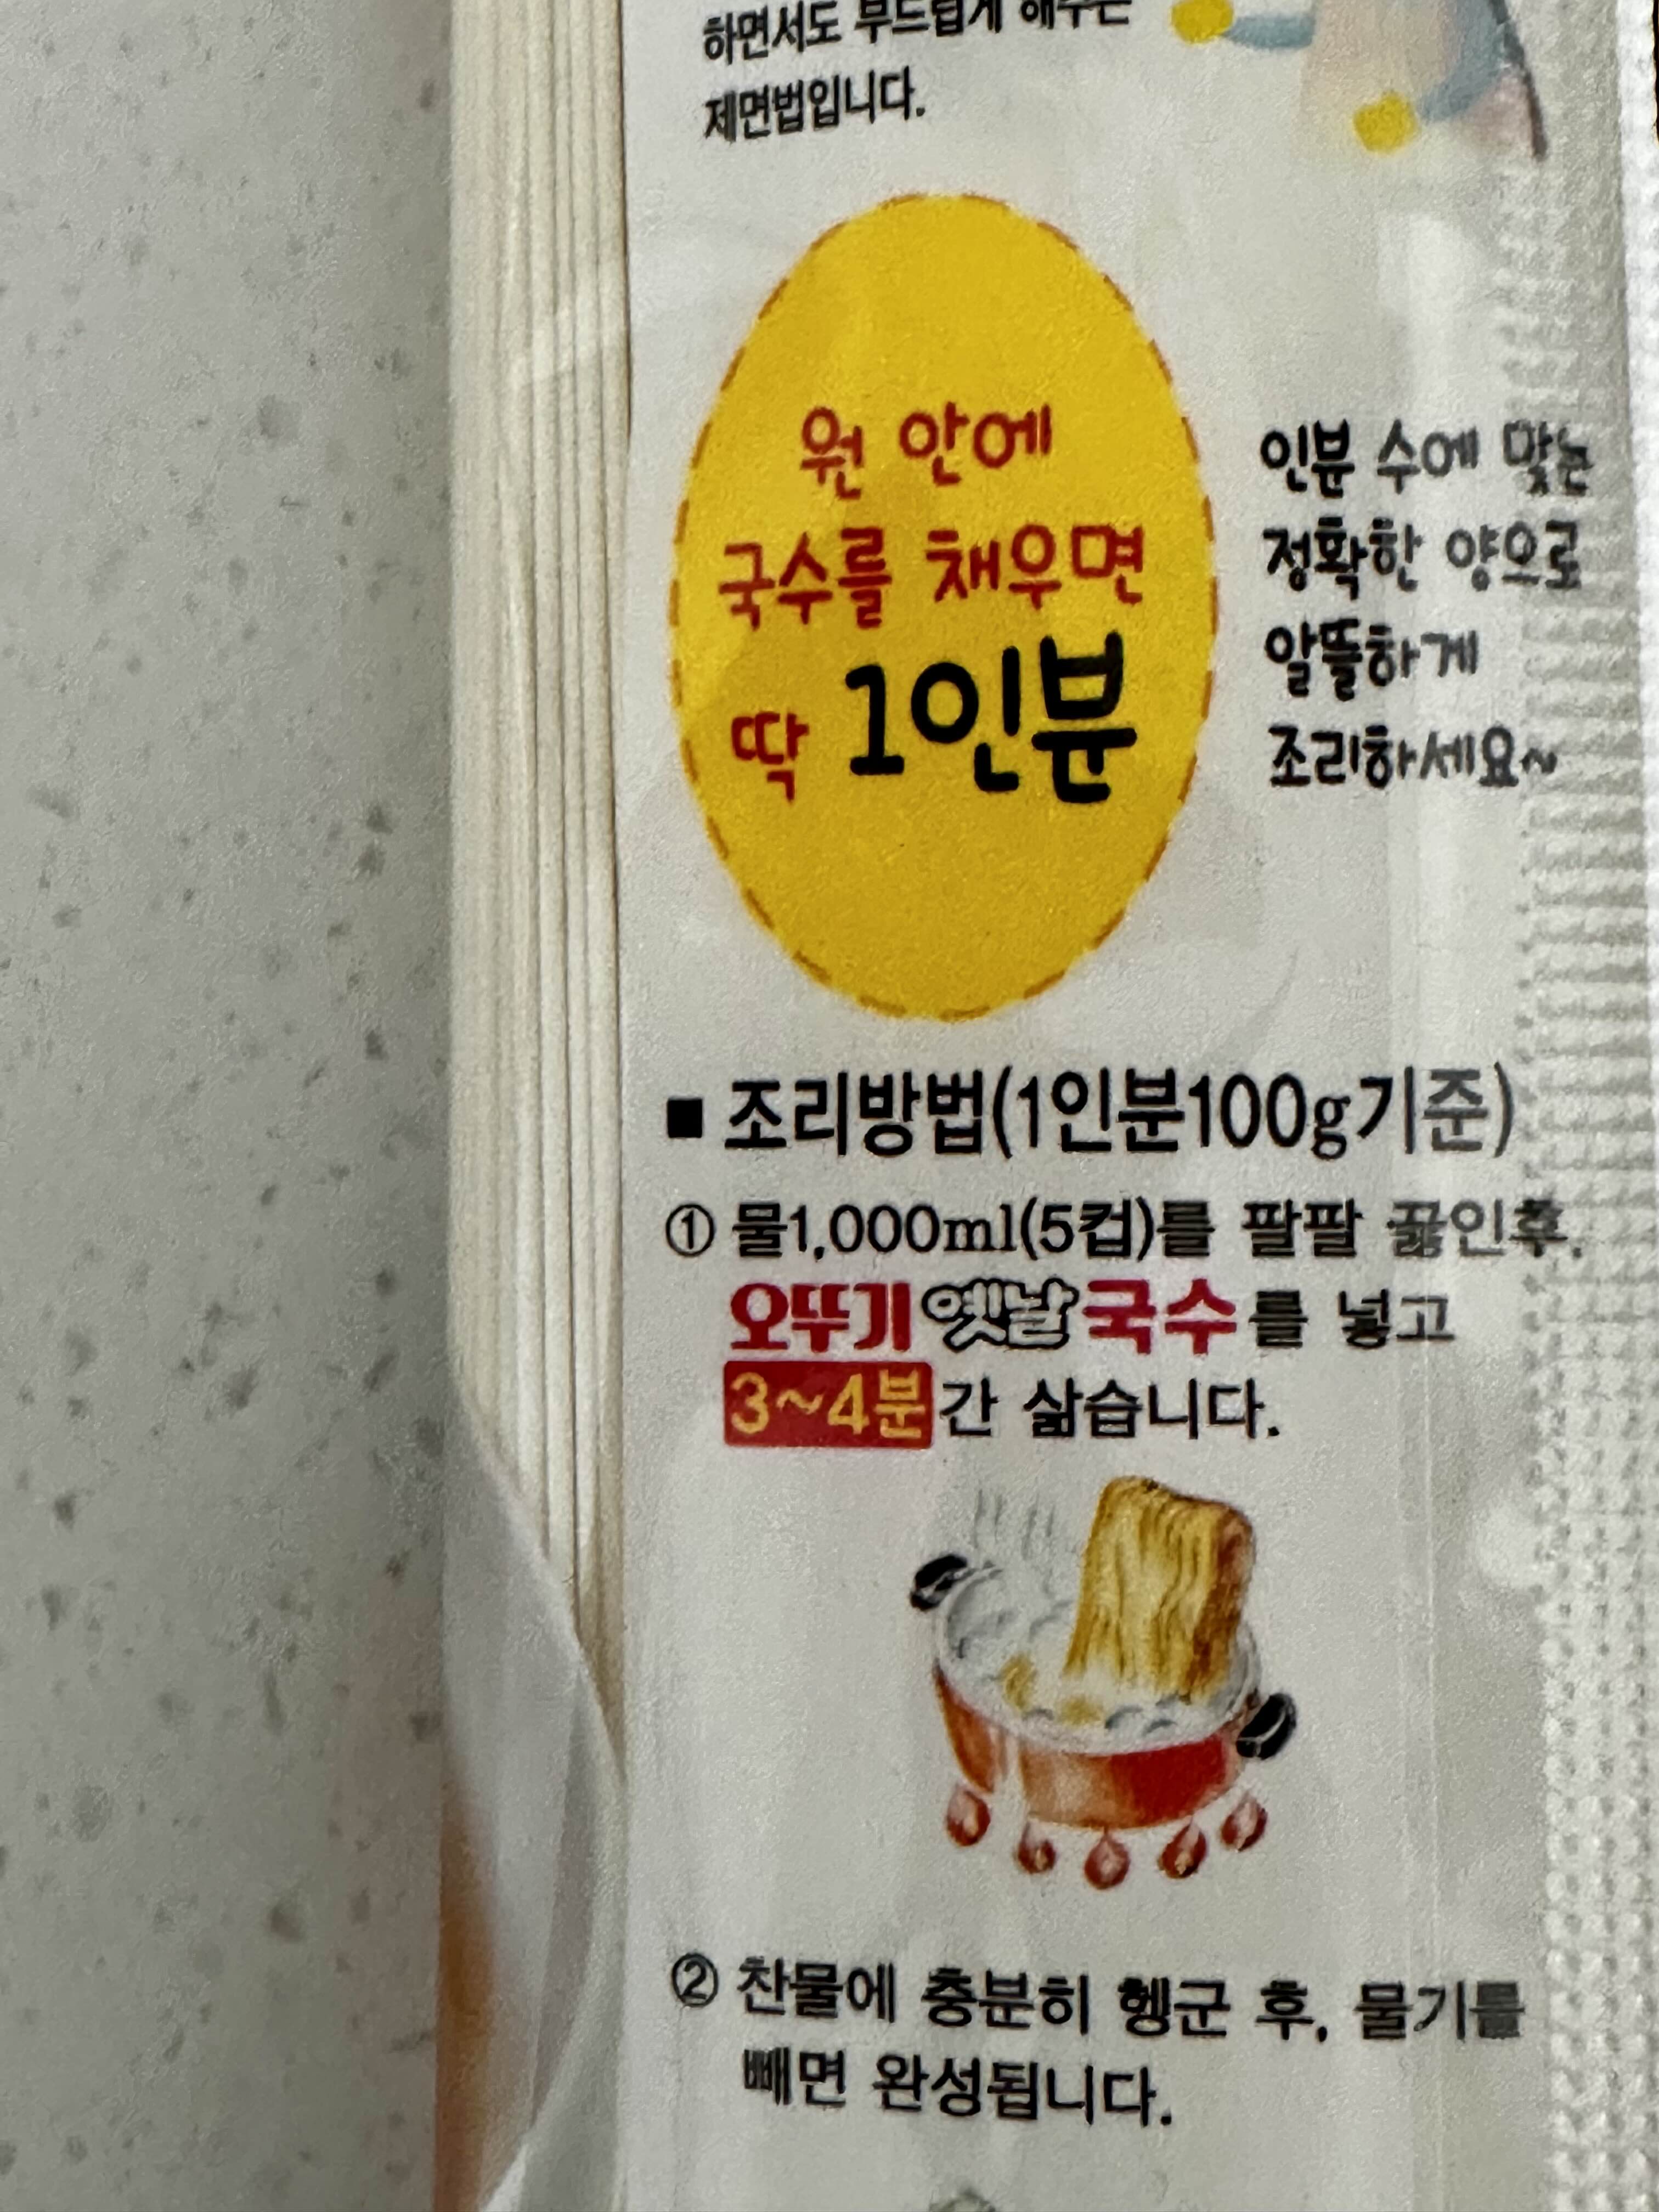 하면서도 부드럽게 해주는
제면법입니다.
원 안에
국수를 채우면
딱 1인분
인분 수에 맞는
정확한 양으로
알뜰하게
조리하세요~
■ 조리방법(1인분100g기준)
① 물1,000ml(5컵)를 팔팔 끓인후,
오뚜기 옛날 국수를 넣고
3~4분간 삶습니다.
② 찬물에 충분히 헹군 후, 물기를
빼면 완성됩니다.